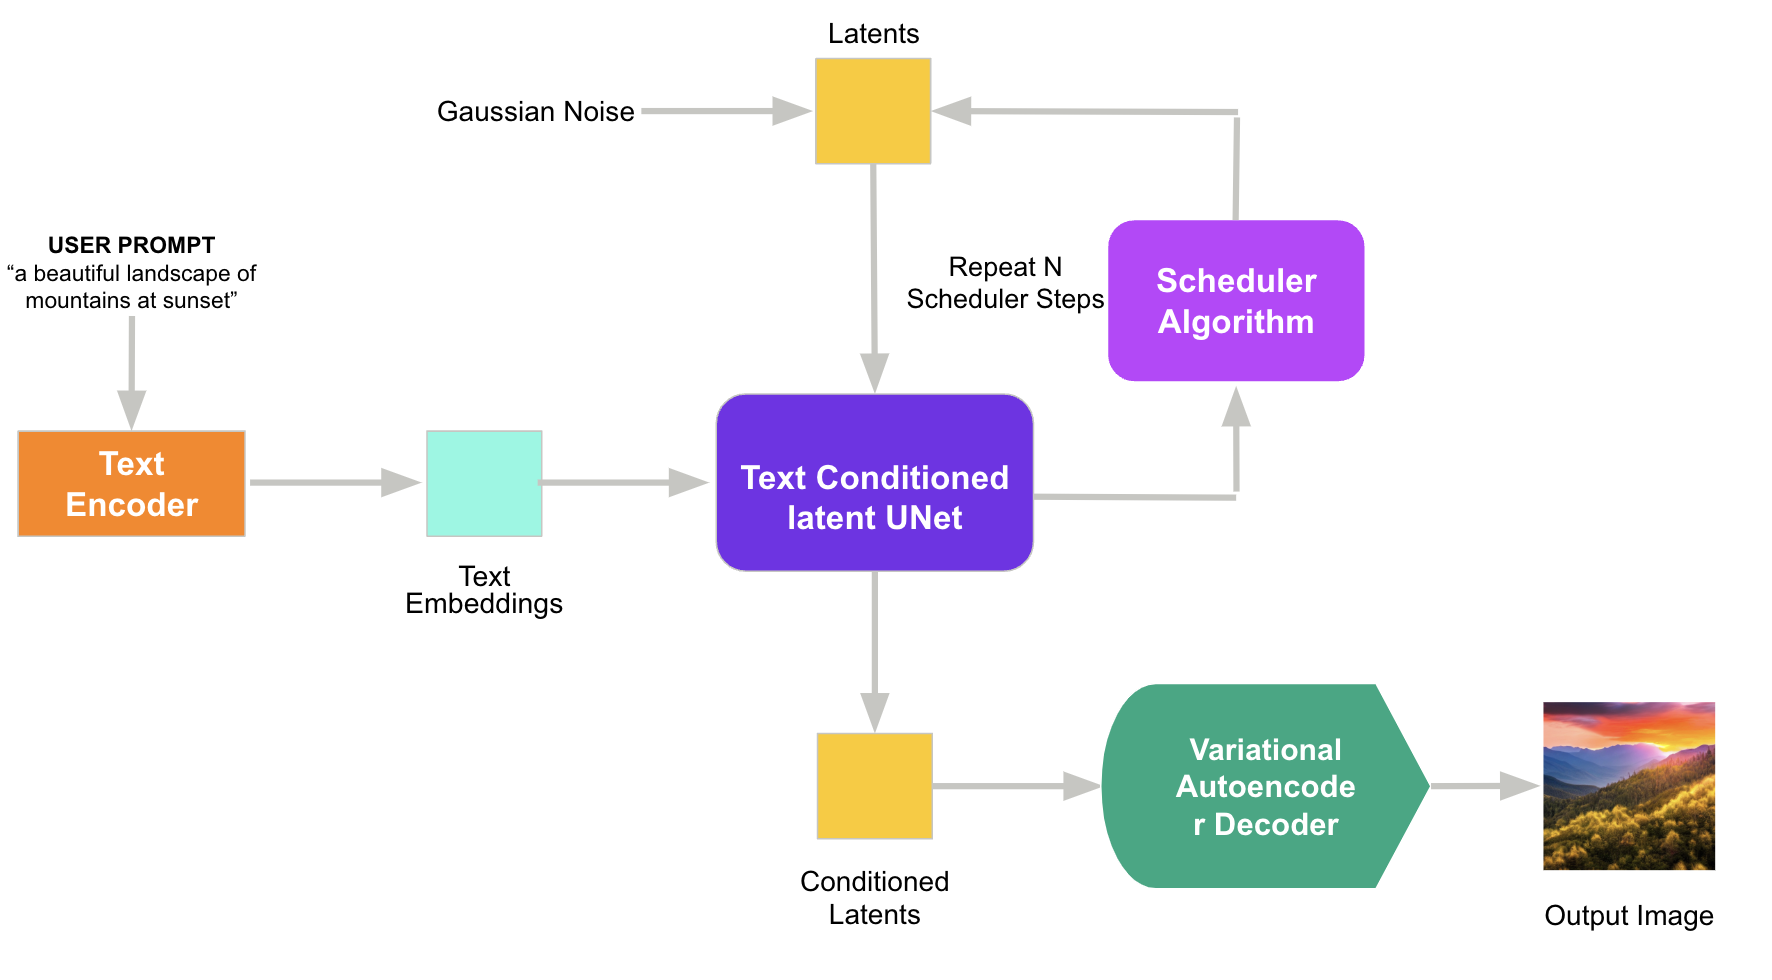 Latents
Gaussian Noise
USER PROMPT
“a beautiful landscape of
mountains at sunset”
Repeat N
Scheduler Steps
Scheduler
Algorithm
Text
Encoder
Text
Embeddings
Text Conditioned
latent UNet
Variational
Autoencode
r Decoder
Conditioned
Latents
Output Image